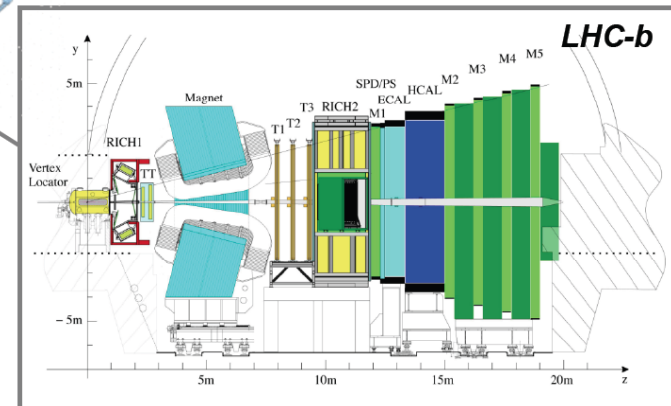 LHC-b
y
5m
Magnet
SPD/PS
ECAL
HCAL
M1
M2
M3
M4
M5
T1
T2
T3
RICH2
RICH1
TT
Vertex
Locator
- 5m
5m
10m
15m
20m
z